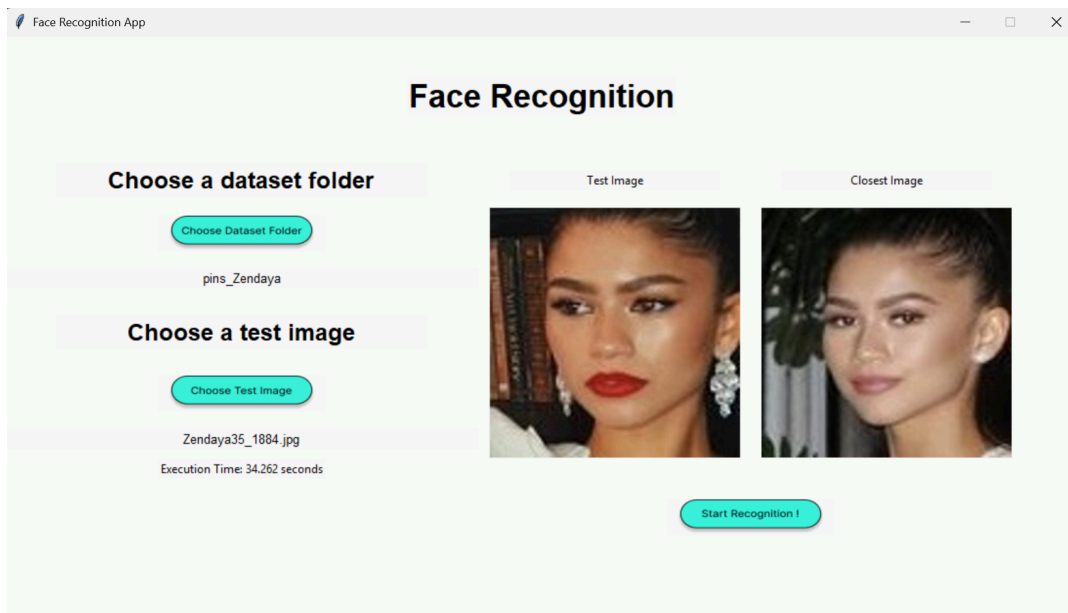 Face Recognition App
Face Recognition
Choose a dataset folder
Choose Dataset Folder
pins_Zendaya
Choose a test image
Choose Test Image
Zendaya35_1884.jpg
Execution Time: 34.262 seconds
Test Image
Closest Image
Start Recognition !